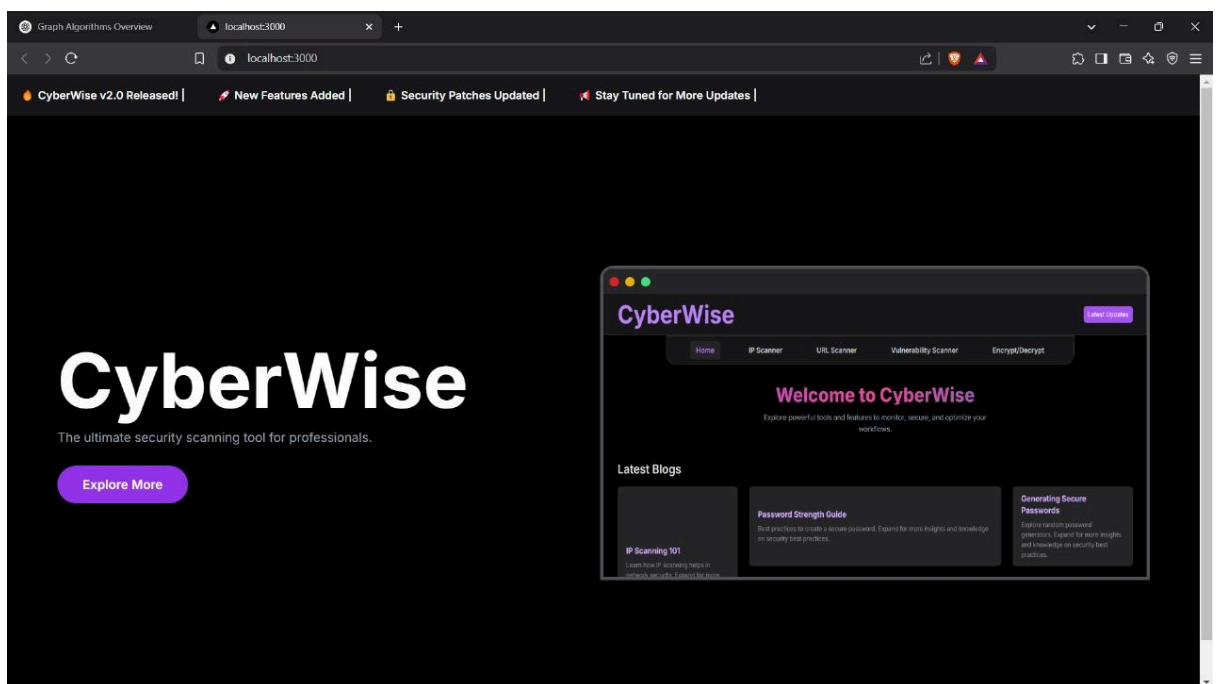 Graph Algorithms Overview
localhost:3000
localhost:3000
🔥 CyberWise v2.0 Released! | 🚀 New Features Added | 🔒 Security Patches Updated | 📢 Stay Tuned for More Updates |
CyberWise
The ultimate security scanning tool for professionals.
Explore More
CyberWise
Latest Updates
Home IP Scanner URL Scanner Vulnerability Scanner Encrypt/Decrypt
Welcome to CyberWise
Explore powerful tools and features to monitor, secure, and optimize your
workflows.
Latest Blogs
IP Scanning 101
Learn how IP scanning helps in
network security. Expand for more
Password Strength Guide
Best practices to create a secure password. Expand for more insights and knowledge
on security best practices.
Generating Secure
Passwords
Explore random password
generators. Expand for more insights
and knowledge on security best
practices.